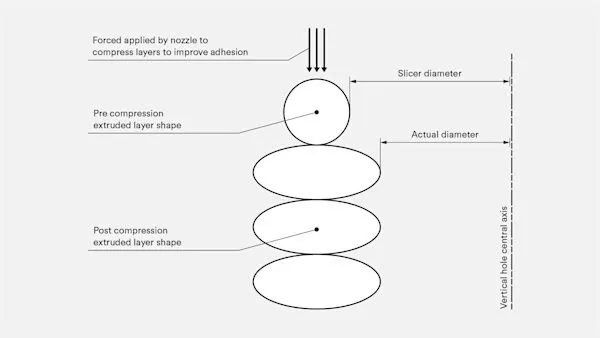 Forced applied by nozzle to
compress layers to improve adhesion
Slicer diameter
Pre compression
extruded layer shape
Actual diameter
Post compression
extruded layer shape
Vertical hole central axis